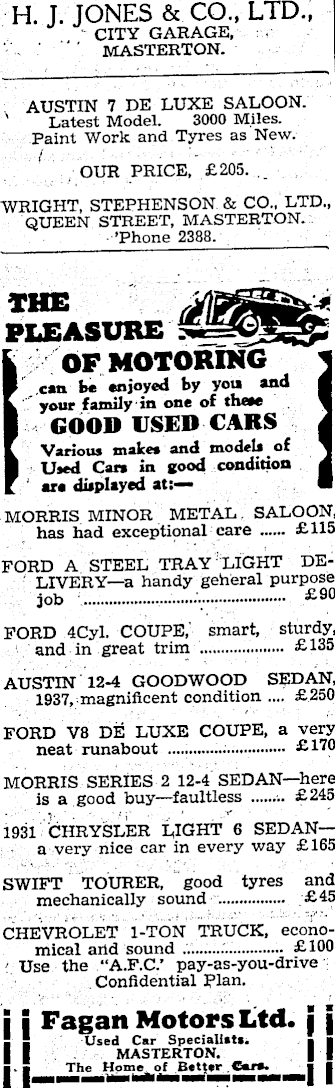 H. J. JONES & CO., LTD.,
CITY GARAGE,
MASTERTON.
AUSTIN 7 DE LUXE SALOON.
Latest Model. 3000 Miles.
Paint Work and Tyres as New.
OUR PRICE, £205.
WRIGHT, STEPHENSON & CO., LTD.,
QUEEN STREET, MASTERTON.
'Phone 2388.
THE
PLEASURE
OF MOTORING
can be enjoyed by you and
your family in one of these
GOOD USED CARS
Various makes and models of
Used Cars in good condition
are displayed at:—
MORRIS MINOR METAL SALOON,
has had exceptional care ...... £115
FORD A STEEL TRAY LIGHT DE-
LIVERY—a handy general purpose
job .............................................. £90
FORD 4Cyl. COUPE, smart, sturdy,
and in great trim ..................... £135
AUSTIN 12-4 GOODWOOD SEDAN,
1937, magnificent condition .... £250
FORD V8 DE LUXE COUPE, a very
neat runabout ............................ £170
MORRIS SERIES 2 12-4 SEDAN—here
is a good buy—faultless ........ £245
1931 CHRYSLER LIGHT 6 SEDAN—
a very nice car in every way £165
SWIFT TOURER, good tyres and
mechanically sound ................ £45
CHEVROLET 1-TON TRUCK, econo-
mical and sound ........................ £100
Use the "A.F.C.' pay-as-you-drive
Confidential Plan.
Fagan Motors Ltd.
Used Car Specialists.
MASTERTON.
The Home of Better Cars.